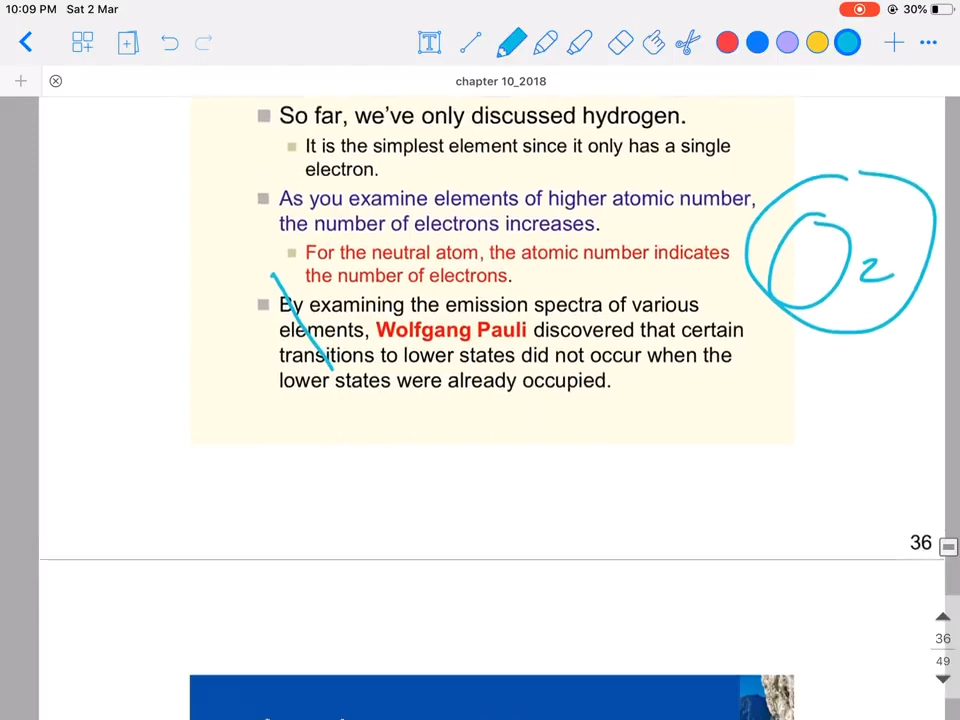 10:09 PM Sat 2 Mar 30%
T
chapter 10_2018
So far, we’ve only discussed hydrogen.
It is the simplest element since it only has a single
electron.
As you examine elements of higher atomic number,
the number of electrons increases.
For the neutral atom, the atomic number indicates
the number of electrons.
O2
By examining the emission spectra of various
elements, Wolfgang Pauli discovered that certain
transitions to lower states did not occur when the
lower states were already occupied.
36
36
49